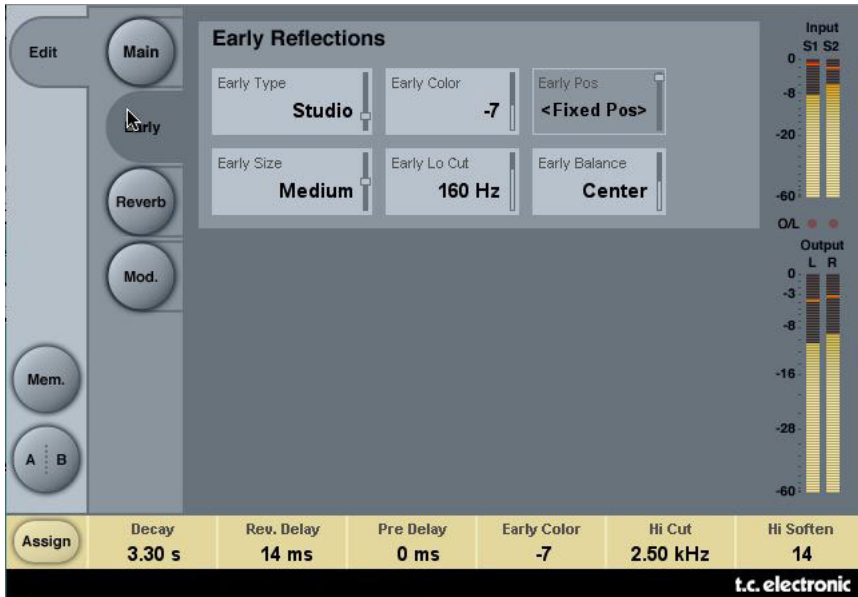 Edit
Main
Early
Reverb
Mod.
Mem.
A B
Early Reflections
Early Type
Studio
Early Color
-7
Early Pos
<Fixed Pos>
Early Size
Medium
Early Lo Cut
160 Hz
Early Balance
Center
Input
S1 S2
0
-8
-20
-60
O/L
Output
L R
0
-3
-8
-16
-28
-60
Assign
Decay
3.30 s
Rev. Delay
14 ms
Pre Delay
0 ms
Early Color
-7
Hi Cut
2.50 kHz
Hi Soften
14
t.c. electronic